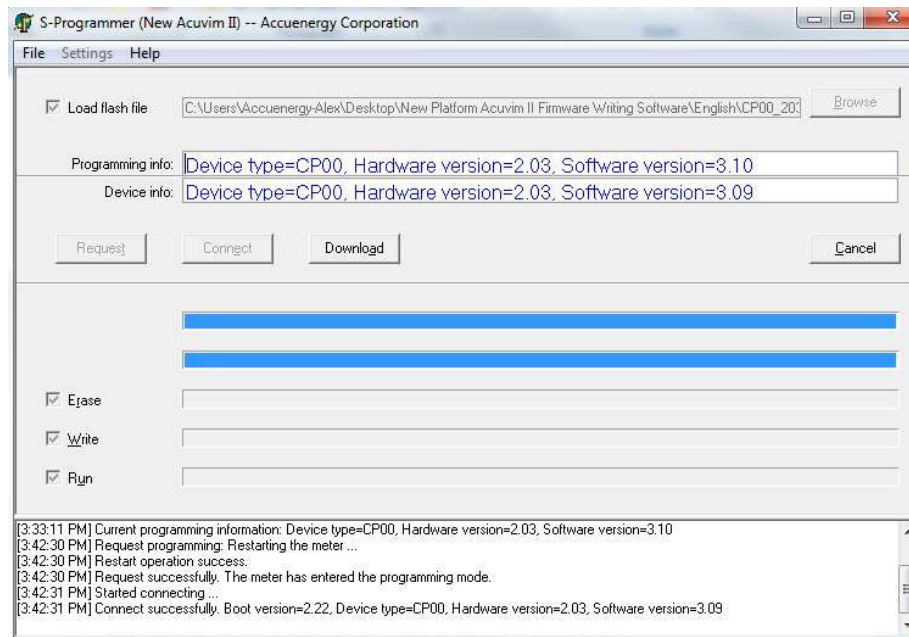 S-Programmer (New Acuvim II) -- Accuenergy Corporation
File Settings Help
Load flash file C:\Users\Accuenergy-Alex\Desktop\New Platform Acuvim II Firmware Writing Software\English\CP00_203 Browse
Programming info: Device type=CP00, Hardware version=2.03, Software version=3.10
Device info: Device type=CP00, Hardware version=2.03, Software version=3.09
Request Connect Download Cancel
Erase
Write
Run
[3:33:11 PM] Current programming information: Device type=CP00, Hardware version=2.03, Software version=3.10
[3:42:30 PM] Request programming: Restarting the meter ...
[3:42:30 PM] Restart operation success.
[3:42:30 PM] Request successfully. The meter has entered the programming mode.
[3:42:31 PM] Started connecting ...
[3:42:31 PM] Connect successfully. Boot version=2.22, Device type=CP00, Hardware version=2.03, Software version=3.09